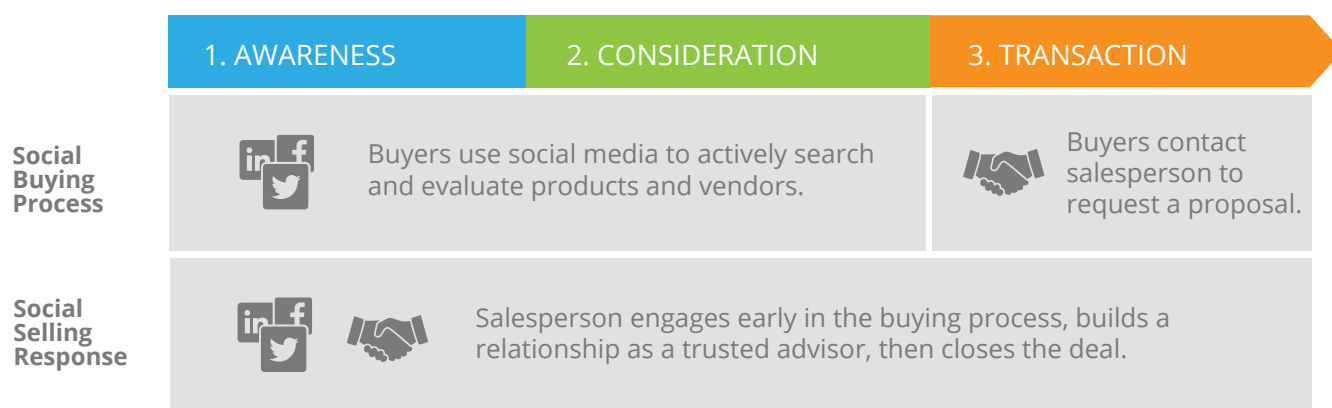 1. AWARENESS
2. CONSIDERATION
3. TRANSACTION
Social
Buying
Process
in f
Buyers use social media to actively search
and evaluate products and vendors.
Buyers contact
salesperson to
request a proposal.
Social
Selling
Response
in f
Salesperson engages early in the buying process, builds a
relationship as a trusted advisor, then closes the deal.